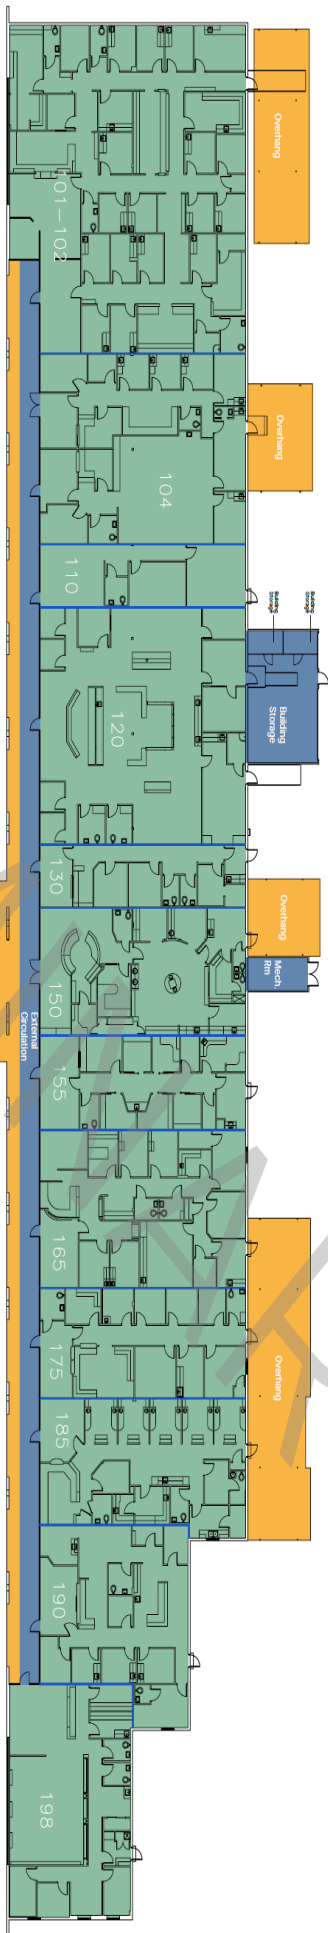 Overhang
101-102
Overhang
104
110
Building
Storage
Building
Storage
Building
Storage
120
130
Overhang
Mech.
Rm
150
External
Circulation
155
165
Overhang
175
185
190
198